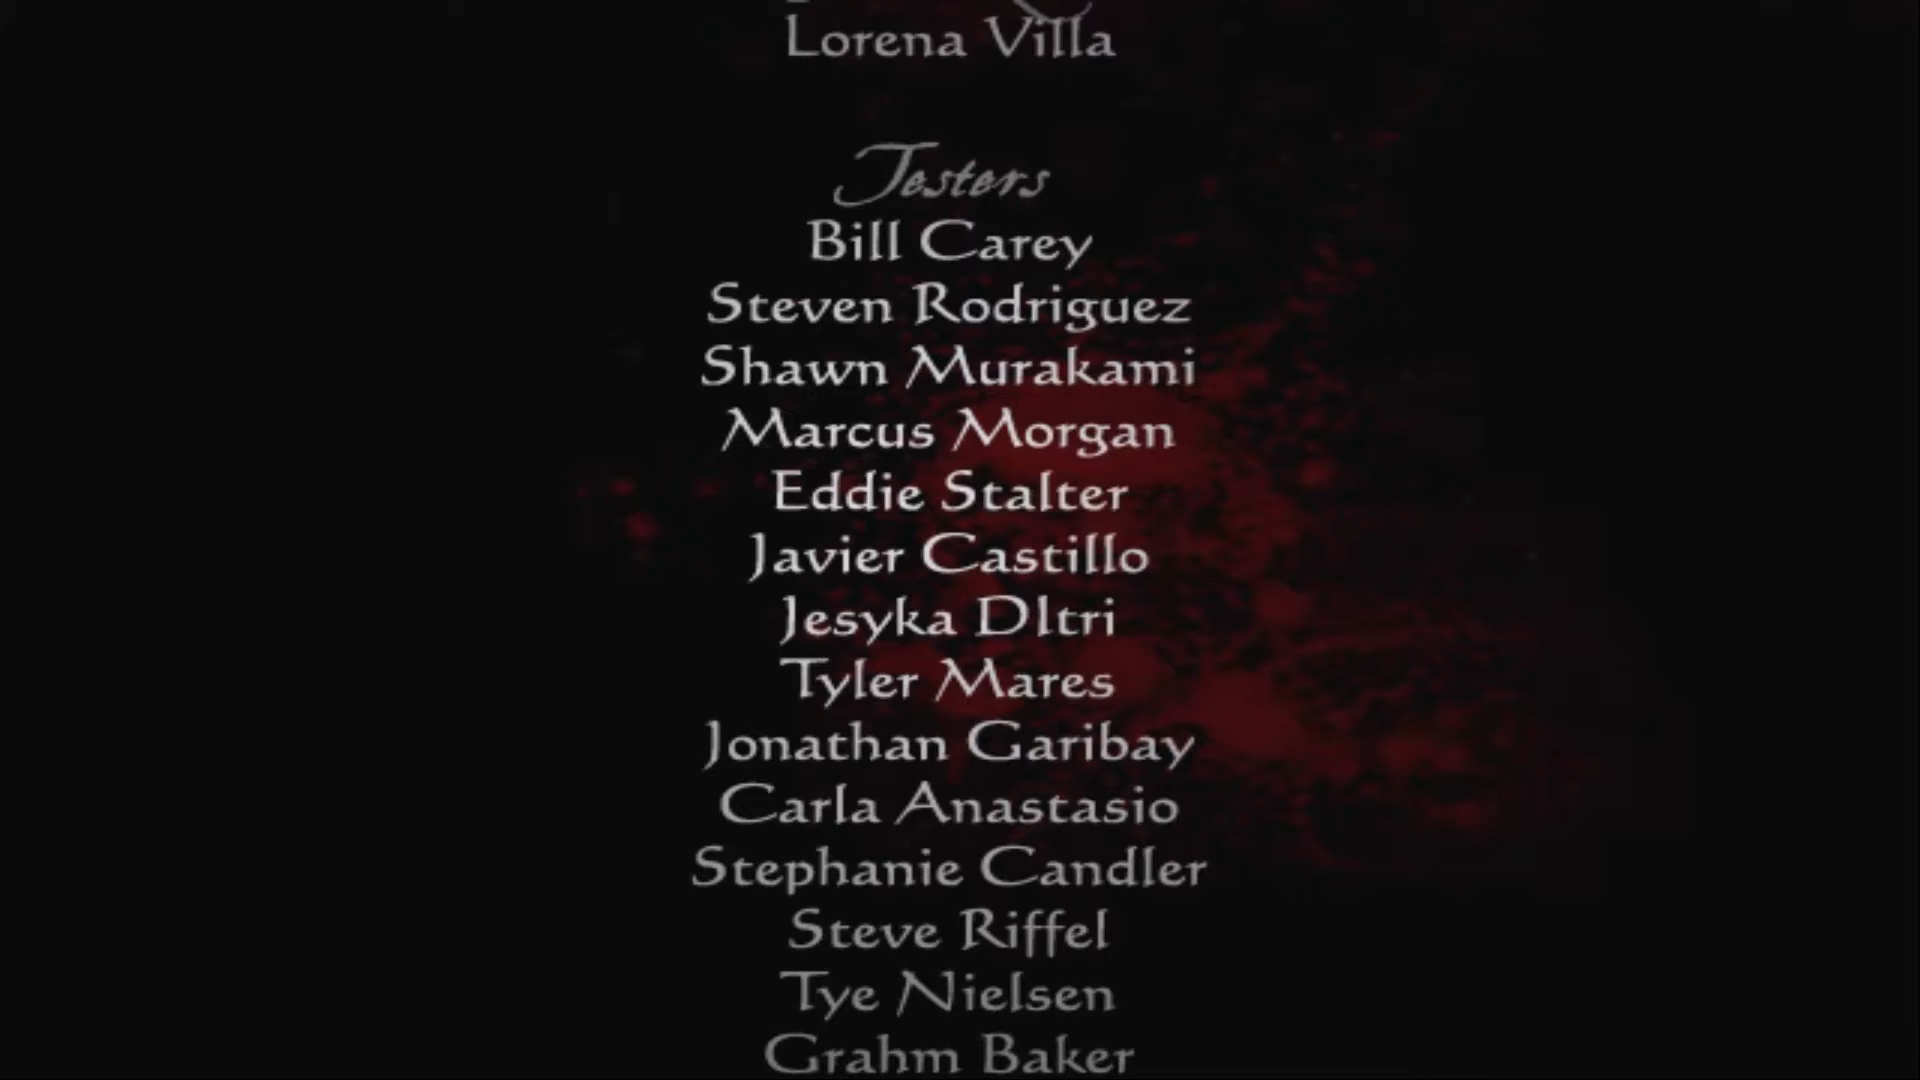 Lorena Villa
Testers
Bill Carey
Steven Rodriguez
Shawn Murakami
Marcus Morgan
Eddie Stalter
Javier Castillo
Jesyka DItri
Tyler Mares
Jonathan Garibay
Carla Anastasio
Stephanie Candler
Steve Riffel
Tye Nielsen
Grahm Baker